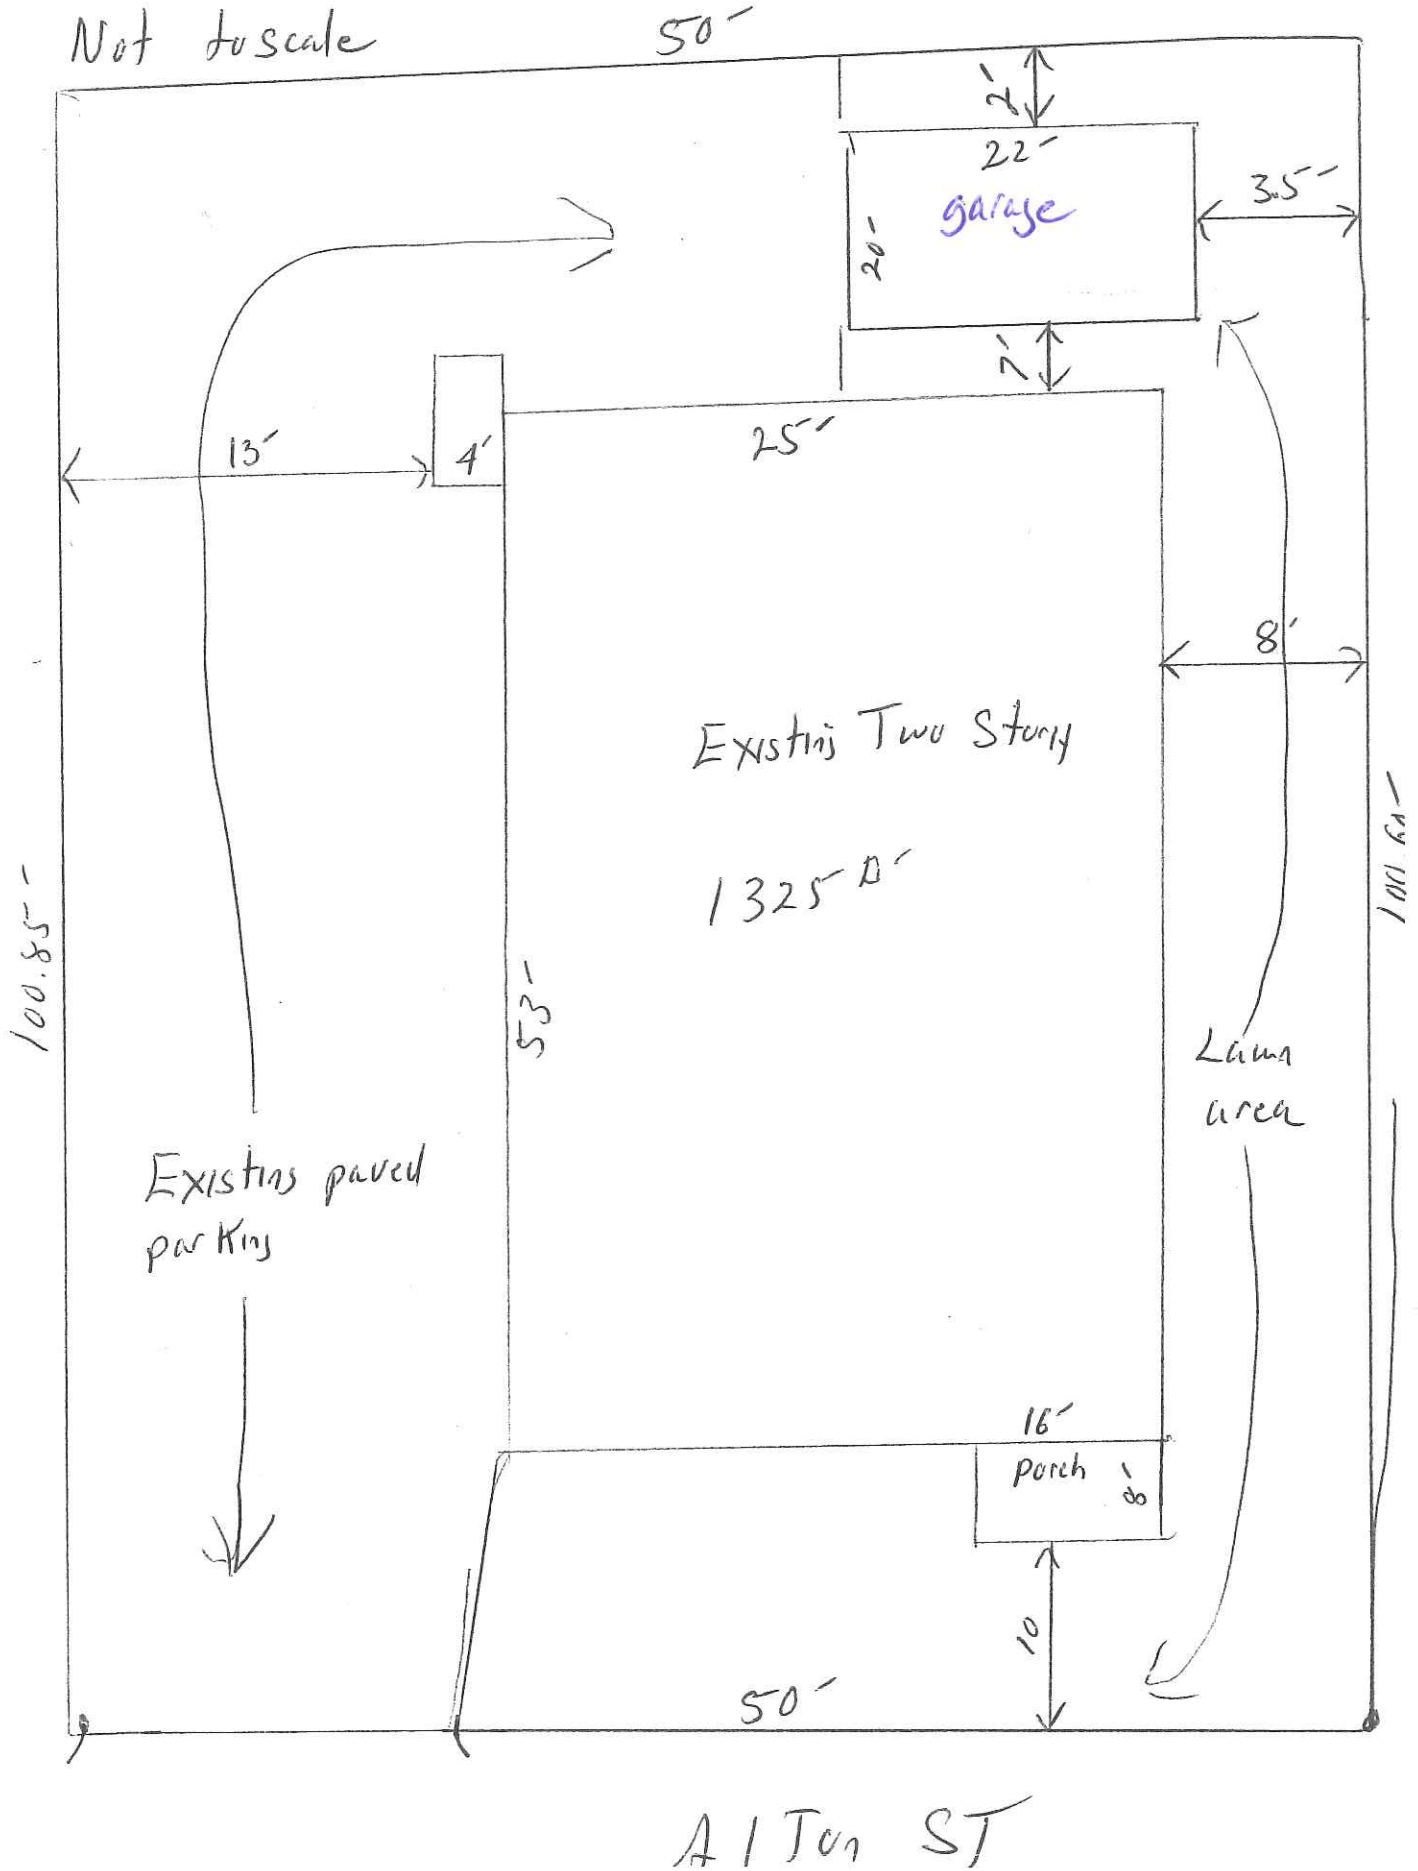 Not to scale
50'
2'
22'
garage
3.5'
20'
7'
13'
4'
25'
8'
Existing Two Story
1325 □'
100.85'
53'
Lawn
area
Existing paved
parking
16'
porch
8'
10
50'
Alton ST